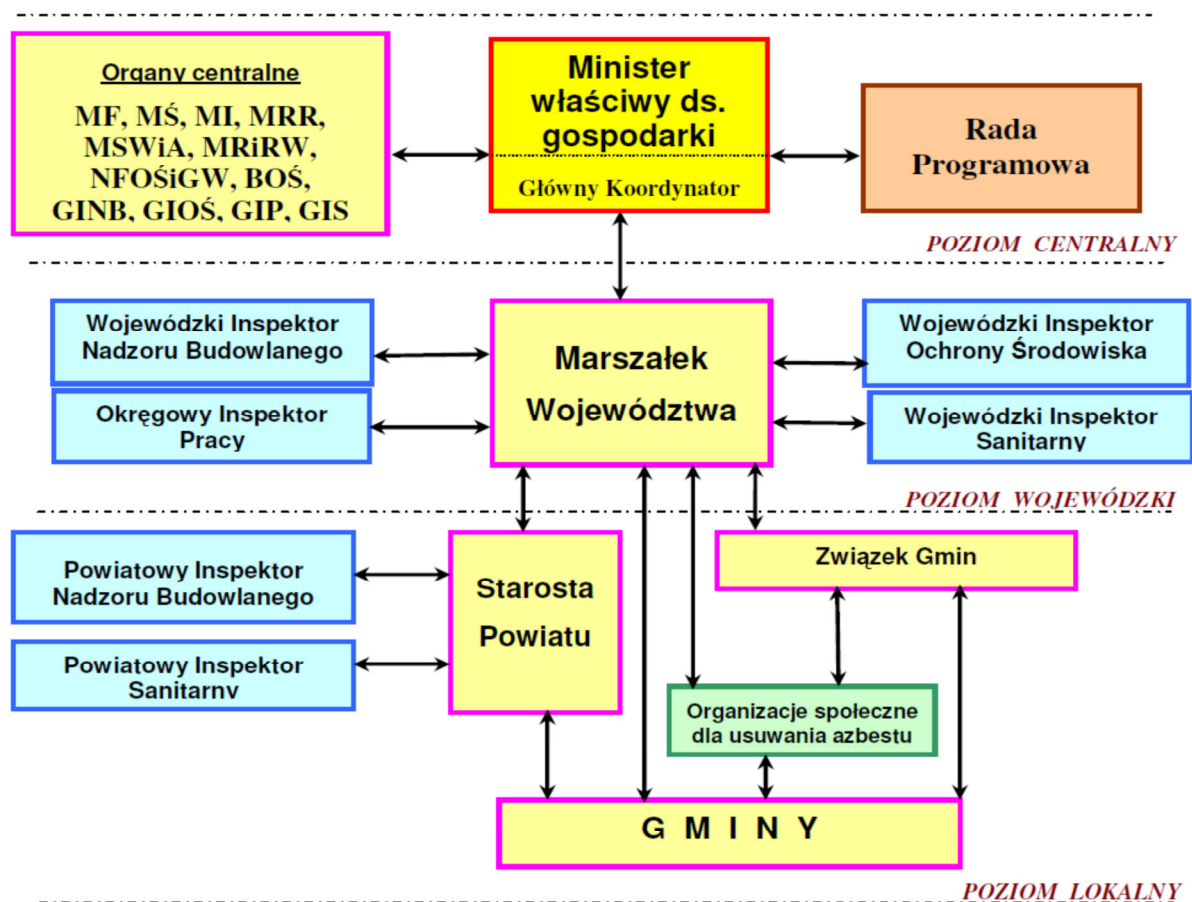 Organy centralne
MF, MŚ, MI, MRR,
MSWiA, MRiRW,
NFOŚiGW, BOŚ,
GINB, GIOŚ, GIP, GIS
Minister
właściwy ds.
gospodarki
Główny Koordynator
Rada
Programowa
POZIOM CENTRALNY
Wojewódzki Inspektor
Nadzoru Budowlanego
Okręgowy Inspektor
Pracy
Marszałek
Województwa
Wojewódzki Inspektor
Ochrony Środowiska
Wojewódzki Inspektor
Sanitarny
POZIOM WOJEWÓDZKI
Powiatowy Inspektor
Nadzoru Budowlanego
Powiatowy Inspektor
Sanitarny
Starosta
Powiatu
Związek Gmin
Organizacje społeczne
dla usuwania azbestu
G M I N Y
POZIOM LOKALNY